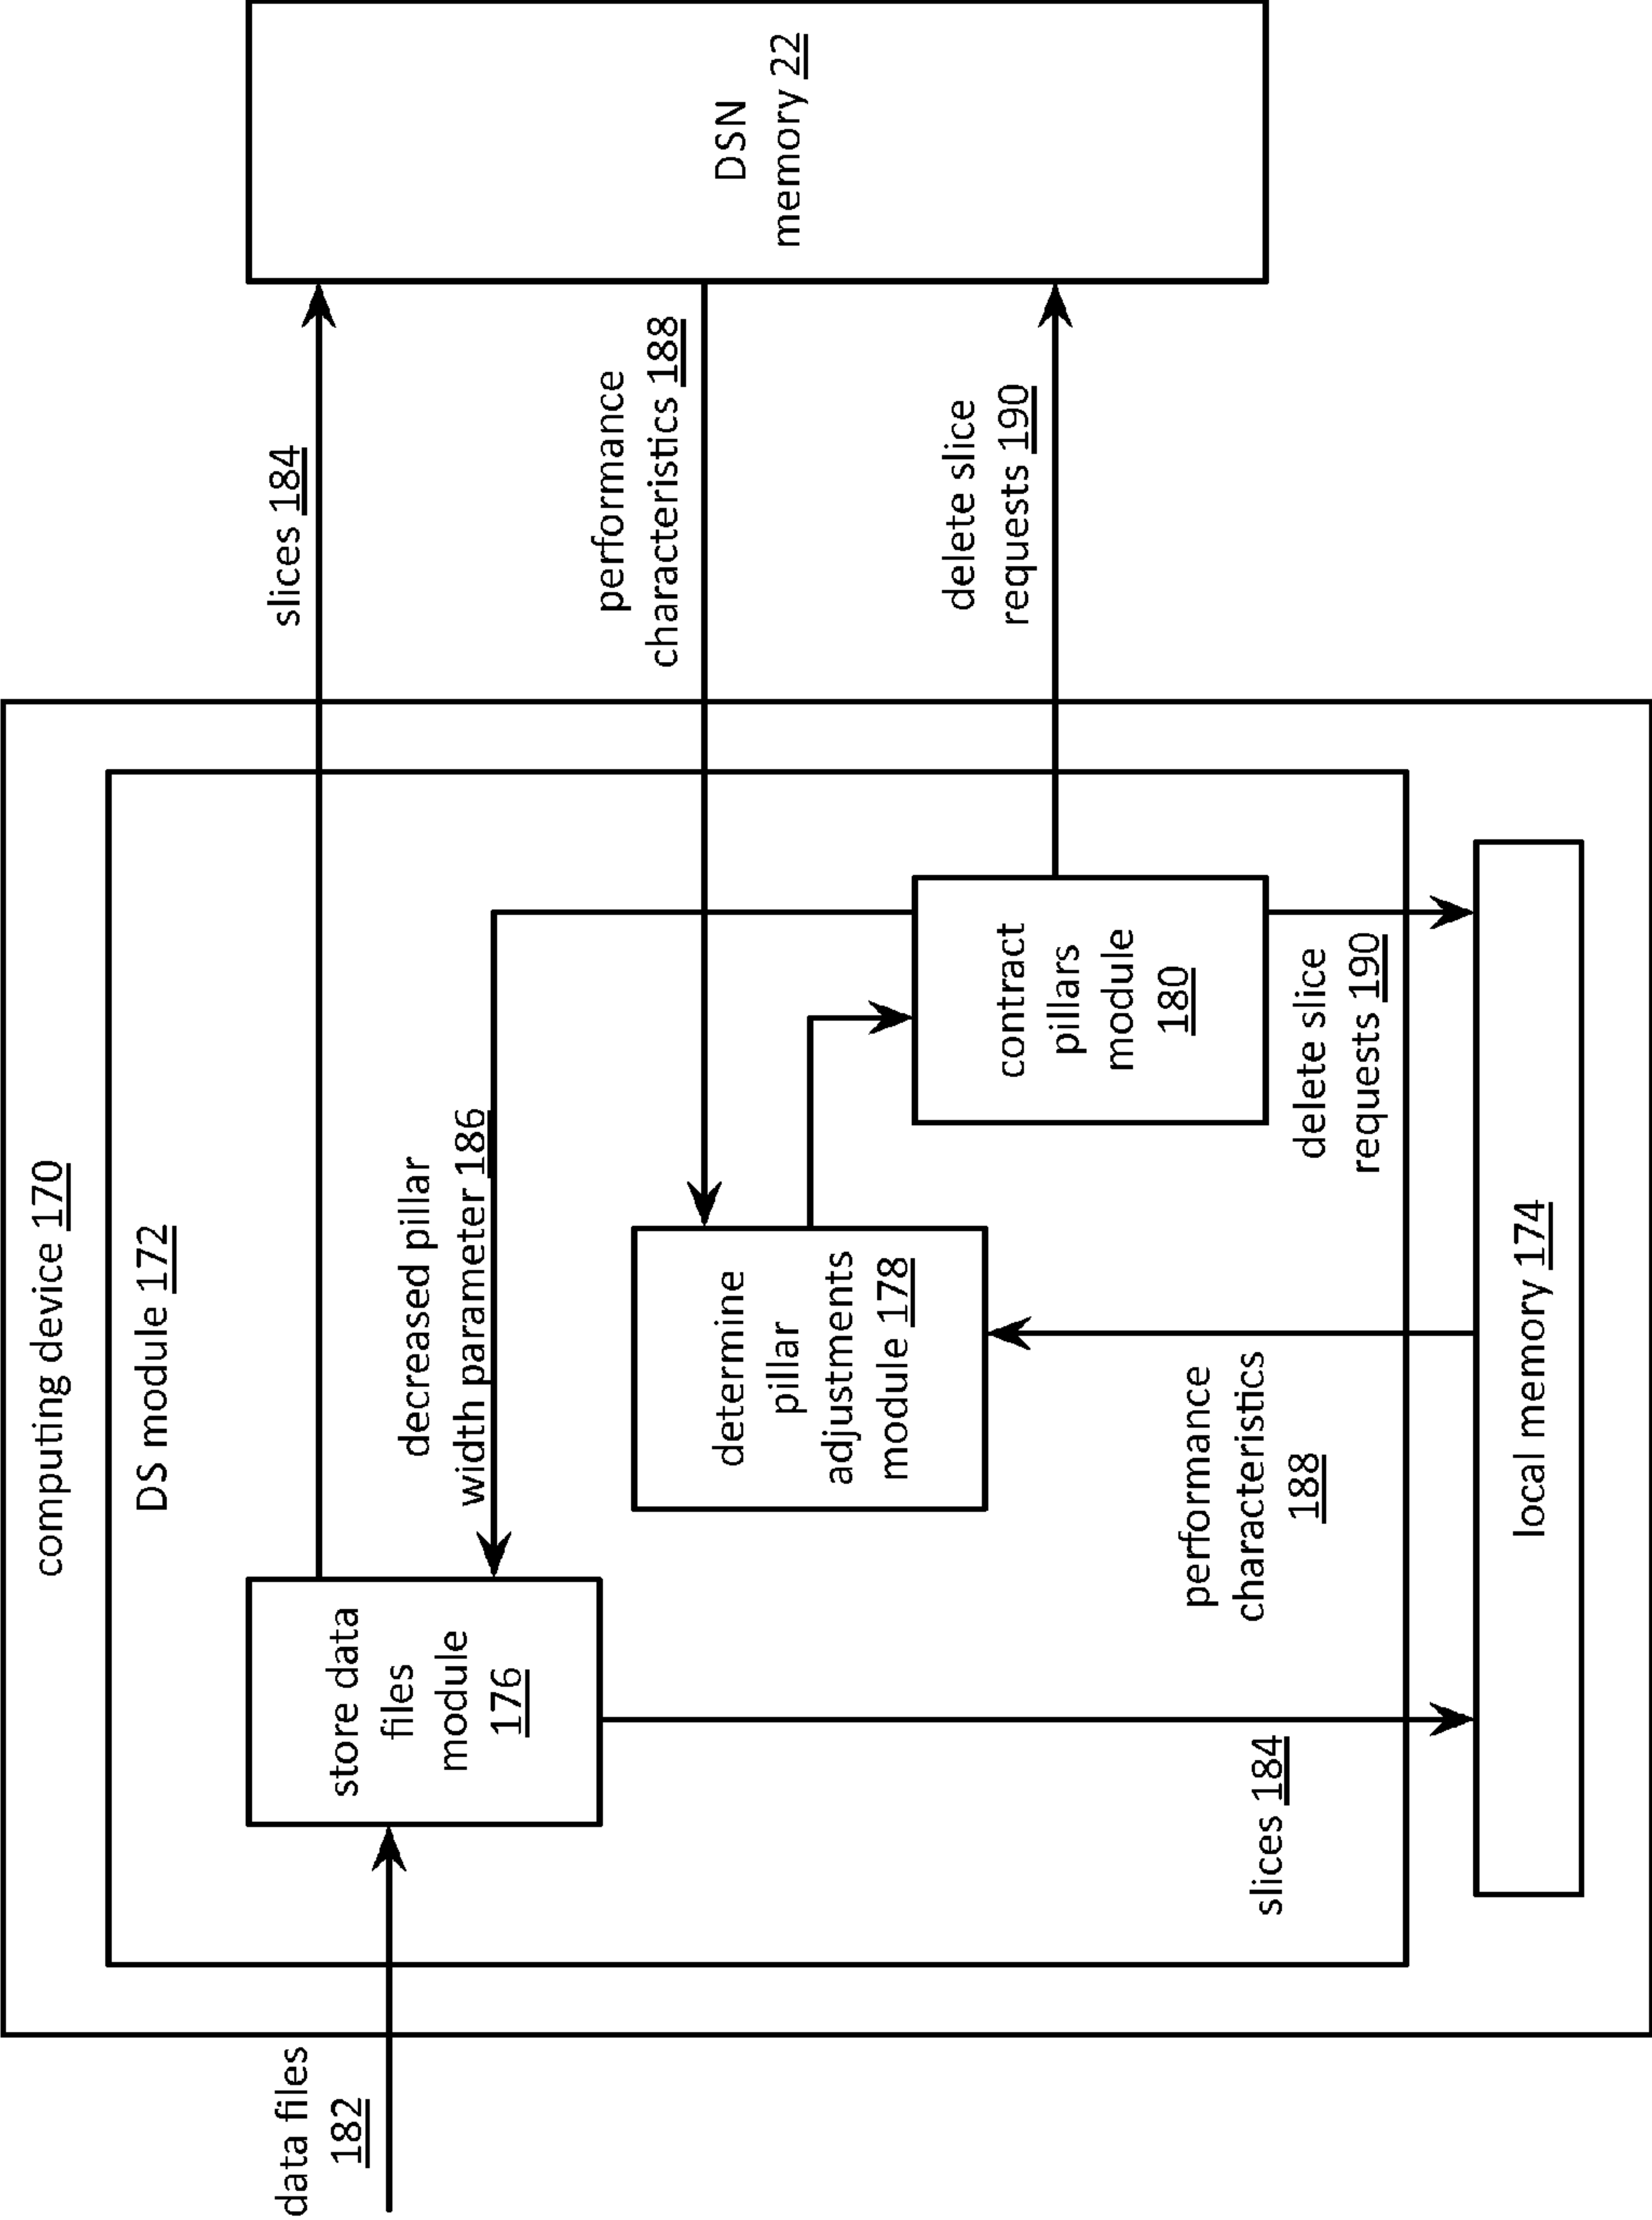 computing device 170
DS module 172
data files
182
store data
files
module
176
slices 184
decreased pillar
width parameter 186
performance
characteristics 188
determine
pillar
adjustments
module 178
contract
pillars
module
180
delete slice
requests 190
DSN
memory 22
slices 184
performance
characteristics
188
delete slice
requests 190
local memory 174